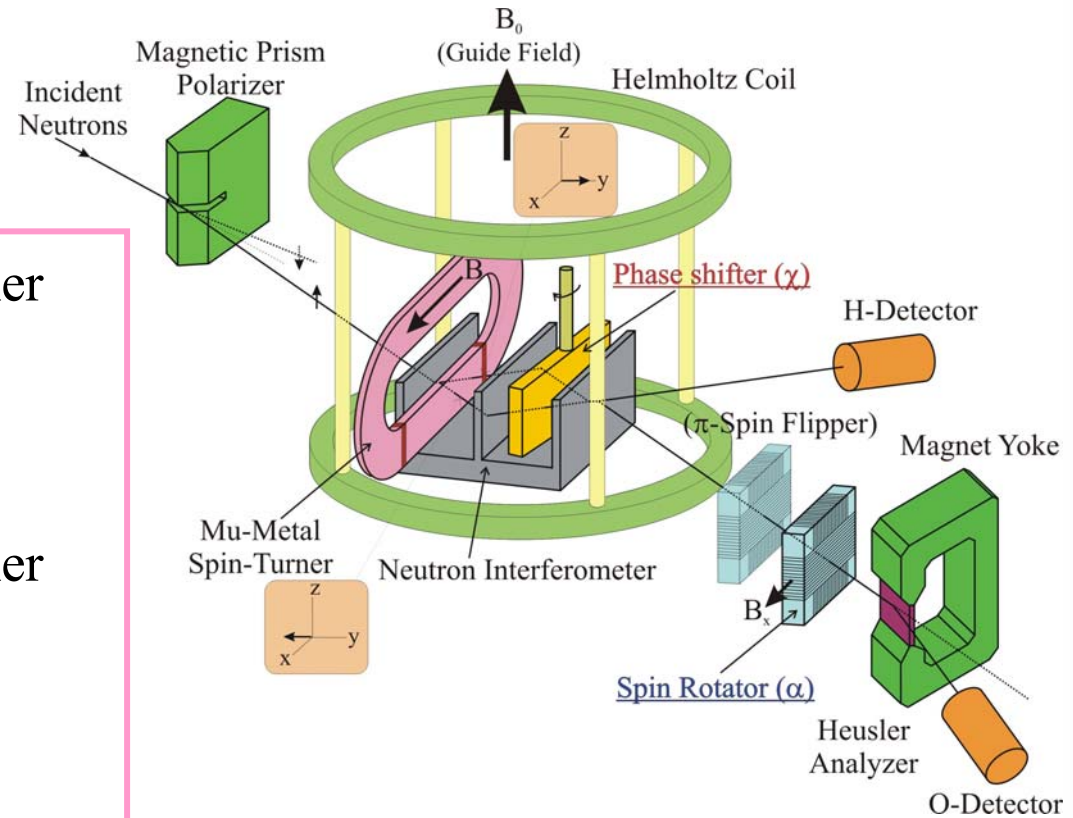 B₀
(Guide Field)
Magnetic Prism
Polarizer
Helmholtz Coil
Incident
Neutrons
z
y
x
B
Phase shifter (χ)
H-Detector
(π-Spin Flipper)
Magnet Yoke
Mu-Metal
Spin-Turner
Neutron Interferometer
z
y
x
Bₓ
Spin Rotator (α)
Heusler
Analyzer
O-Detector
er
er